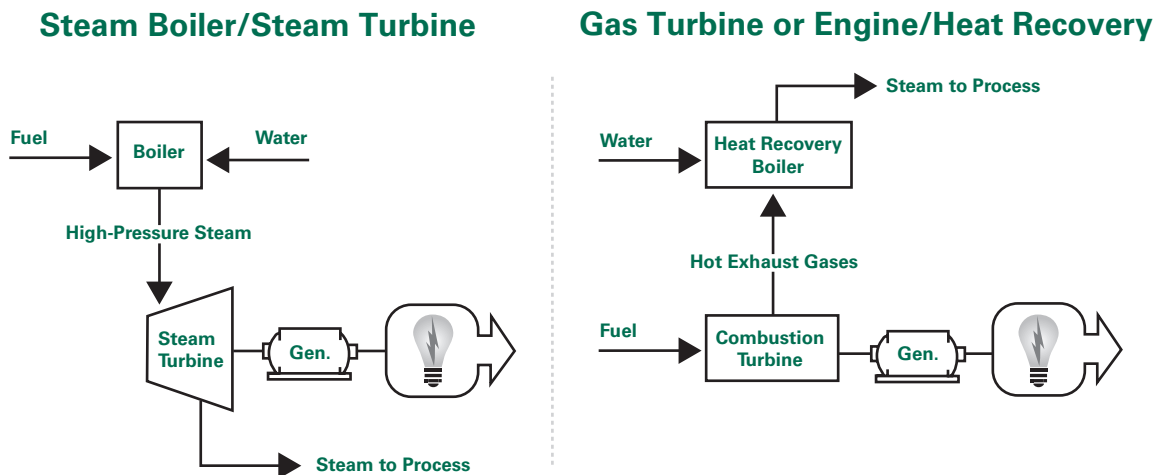 Steam Boiler/Steam Turbine
Fuel
Boiler
Water
High-Pressure Steam
Steam
Turbine
Gen.
Steam to Process
Gas Turbine or Engine/Heat Recovery
Steam to Process
Water
Heat Recovery
Boiler
Hot Exhaust Gases
Fuel
Combustion
Turbine
Gen.